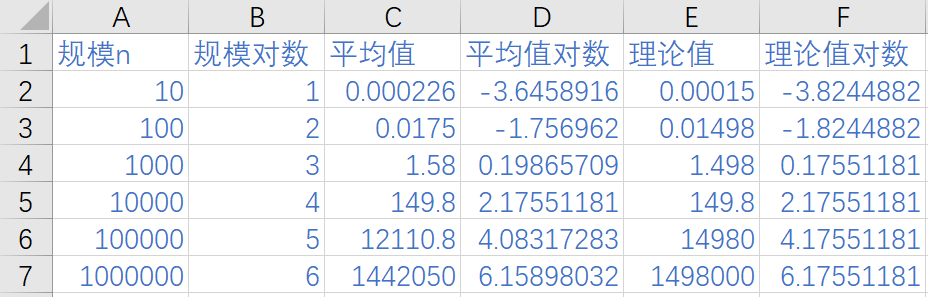 A B C D E F
1 规模n 规模对数 平均值 平均值对数 理论值 理论值对数
2 10 1 0.000226 -3.6458916 0.00015 -3.8244882
3 100 2 0.0175 -1.756962 0.01498 -1.8244882
4 1000 3 1.58 0.19865709 1.498 0.17551181
5 10000 4 149.8 2.17551181 149.8 2.17551181
6 100000 5 12110.8 4.08317283 14980 4.17551181
7 1000000 6 1442050 6.15898032 1498000 6.17551181